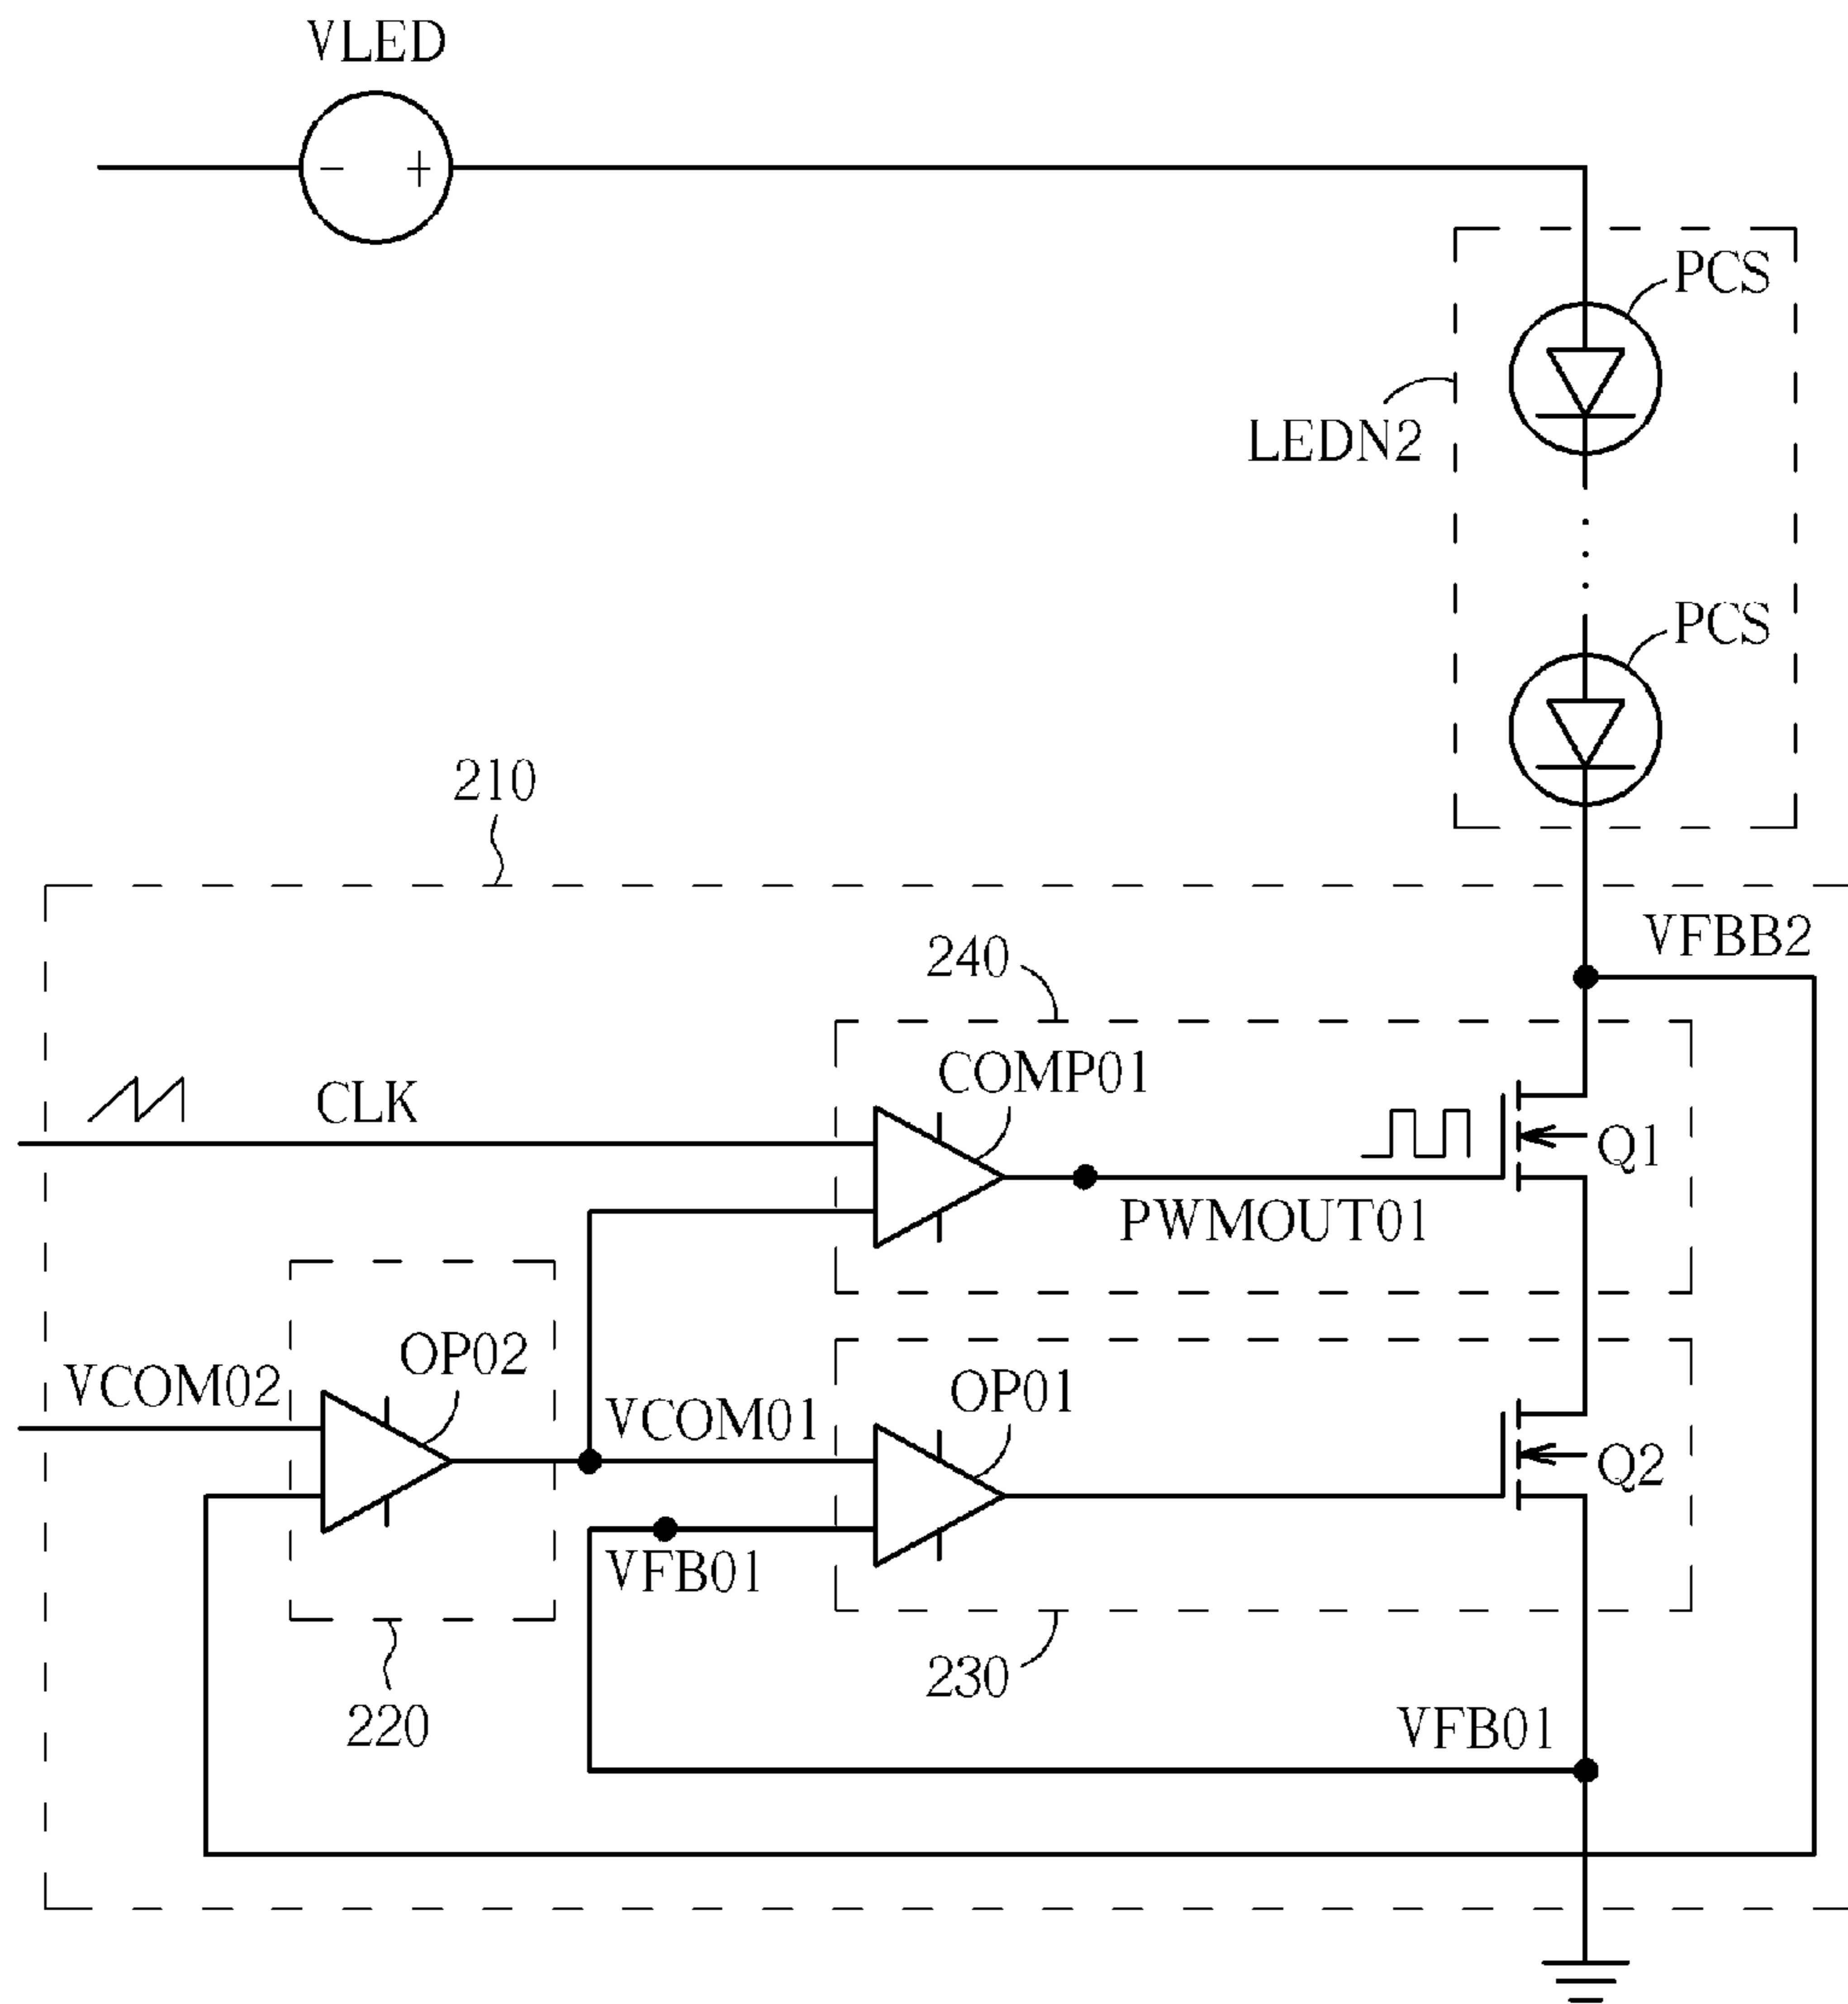 VLED
- +
PCS
LEDN2
PCS
210
VFBB2
240
COMP01
CLK
Q1
PWMOUT01
OP02
VCOM02
OP01
VCOM01
Q2
VFB01
230
220
VFB01